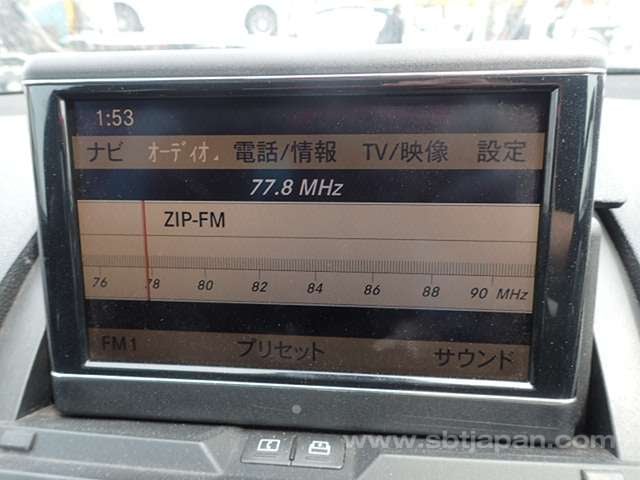 1:53
ナビ オーディオ 電話/情報 TV/映像 設定
77.8 MHz
ZIP-FM
76 78 80 82 84 86 88 90 MHz
FM1 プリセット サウンド
www.sbtjapan.com